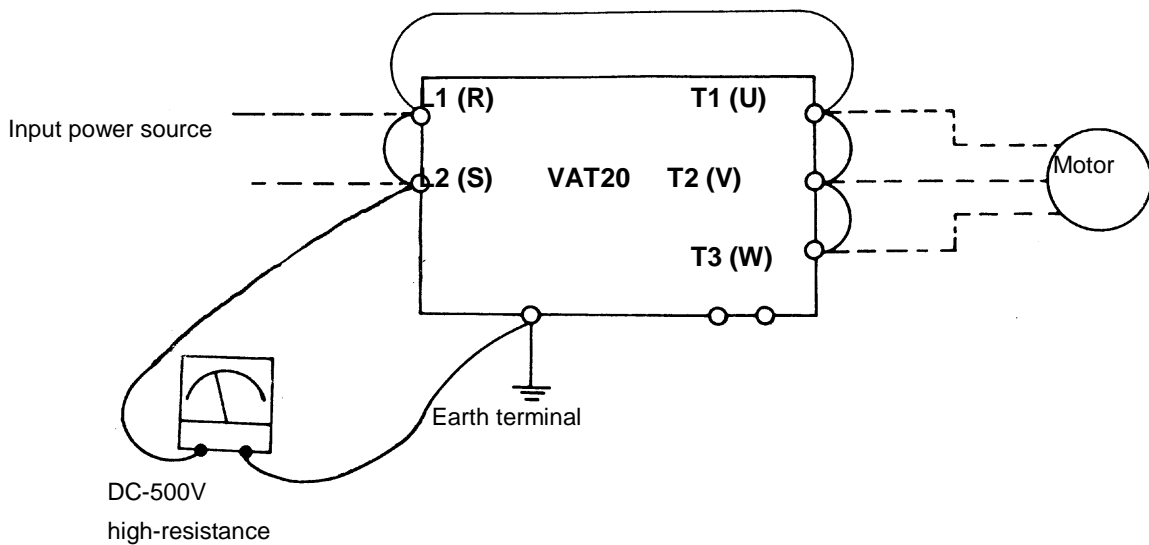 L1 (R)
T1 (U)
Input power source
L2 (S)
VAT20
T2 (V)
Motor
T3 (W)
Earth terminal
DC-500V
high-resistance